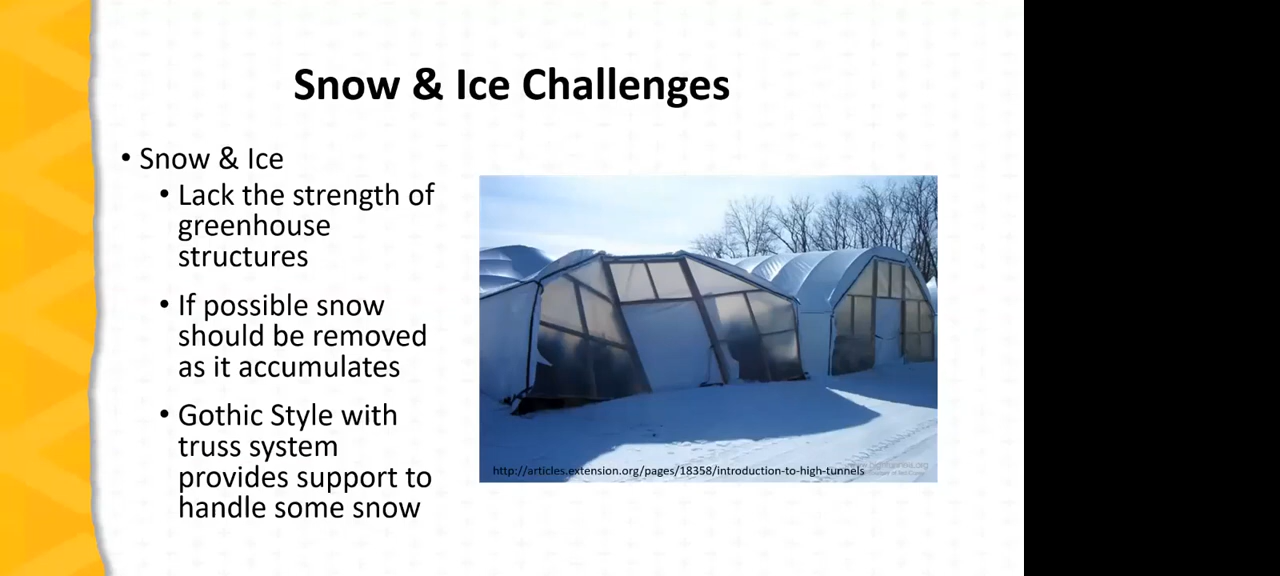 Snow & Ice Challenges
• Snow & Ice
• Lack the strength of
greenhouse
structures
• If possible snow
should be removed
as it accumulates
• Gothic Style with
truss system
provides support to
handle some snow
http://articles.extension.org/pages/18358/introduction-to-high-tunnels